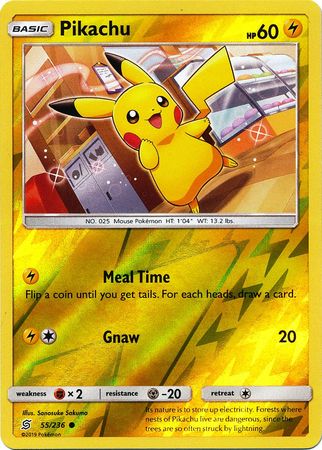 BASIC Pikachu HP60
NO. 025 Mouse Pokémon HT: 1'04" WT: 13.2 lbs.
Meal Time
Flip a coin until you get tails. For each heads, draw a card.
Gnaw 20
weakness ×2 resistance -20 retreat
Illus. Sanosuke Sakuma
55/236
©2019 Pokémon
Its nature is to store up electricity. Forests where
nests of Pikachu live are dangerous, since the
trees are so often struck by lightning.